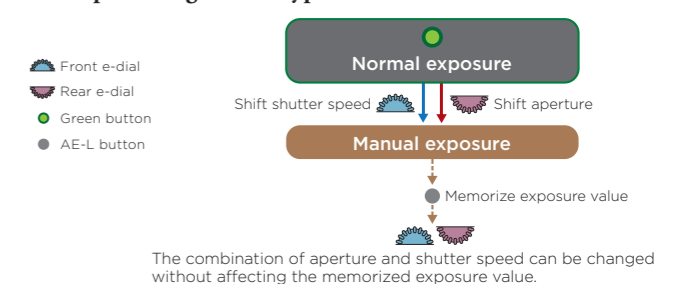 Normal exposure
Front e-dial
Rear e-dial
Green button
AE-L button
Shift shutter speed
Shift aperture
Manual exposure
Memorize exposure value
The combination of aperture and shutter speed can be changed
without affecting the memorized exposure value.